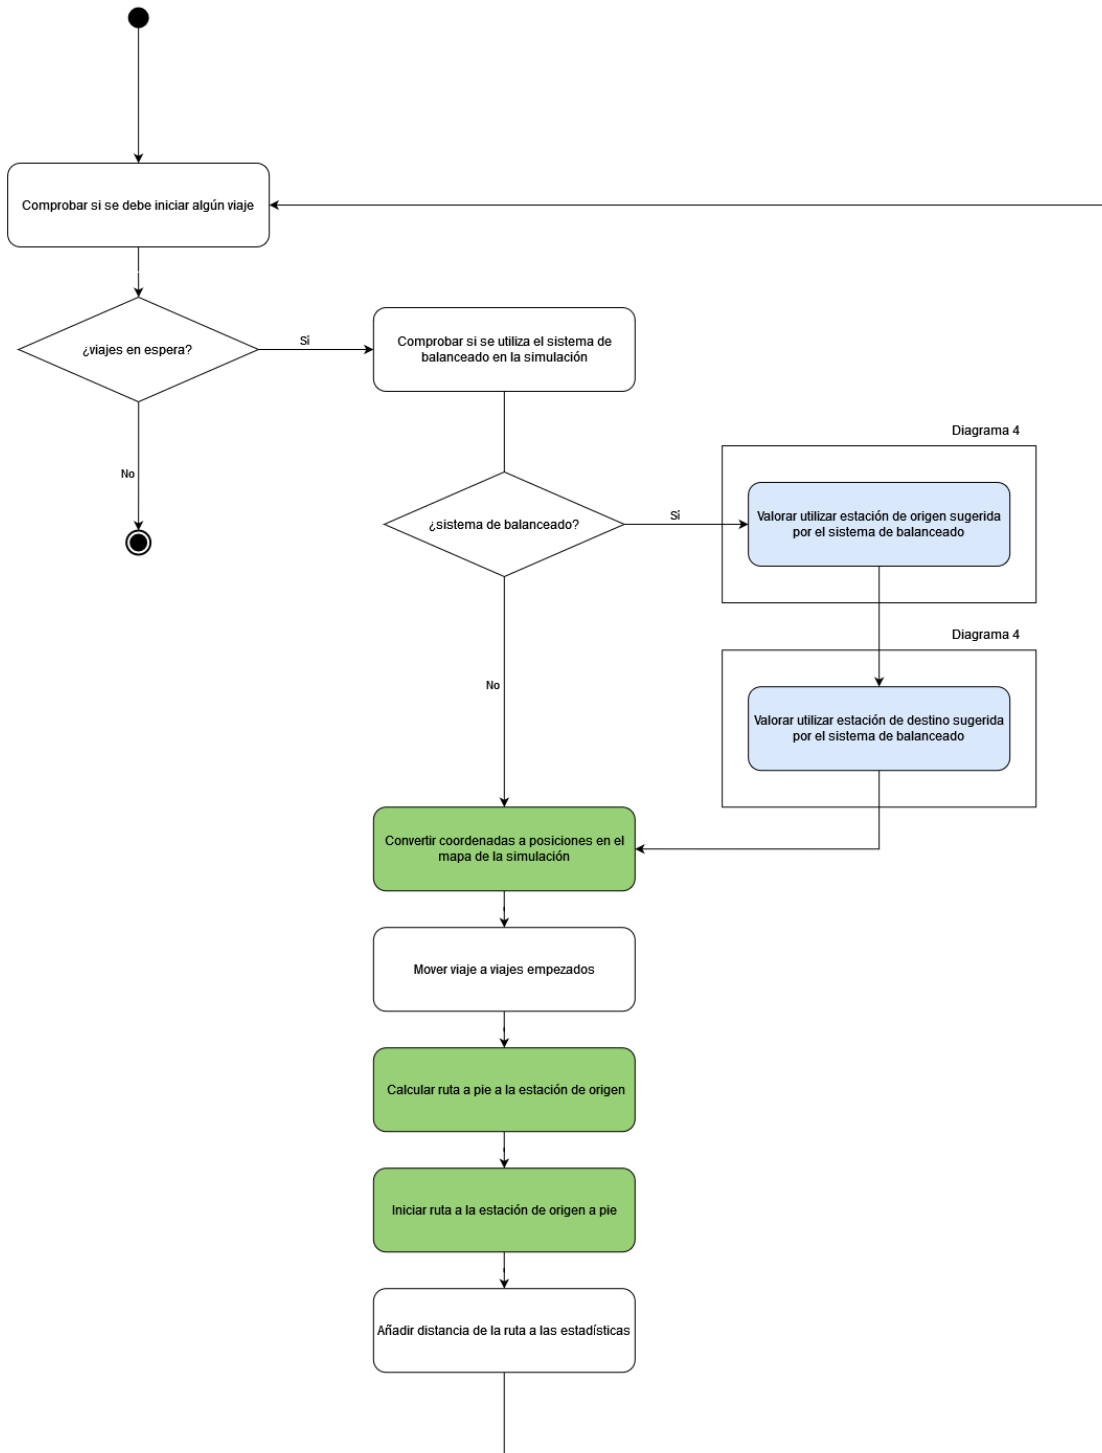 Comprobar si se debe iniciar algún viaje
¿viajes en espera?
Si
Comprobar si se utiliza el sistema de
balanceado en la simulación
No
Diagrama 4
¿sistema de balanceado?
Si
Valorar utilizar estación de origen sugerida
por el sistema de balanceado
Diagrama 4
No
Valorar utilizar estación de destino sugerida
por el sistema de balanceado
Convertir coordenadas a posiciones en el
mapa de la simulación
Mover viaje a viajes empezados
Calcular ruta a pie a la estación de origen
Iniciar ruta a la estación de origen a pie
Añadir distancia de la ruta a las estadísticas